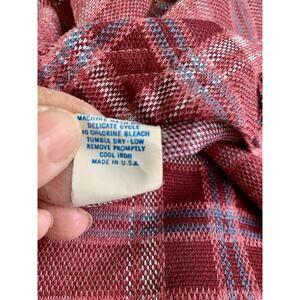 MACHINE WASH
DELICATE CYCLE
NO CHLORINE BLEACH
TUMBLE DRY - LOW
REMOVE PROMPTLY
COOL IRON
MADE IN U.S.A.